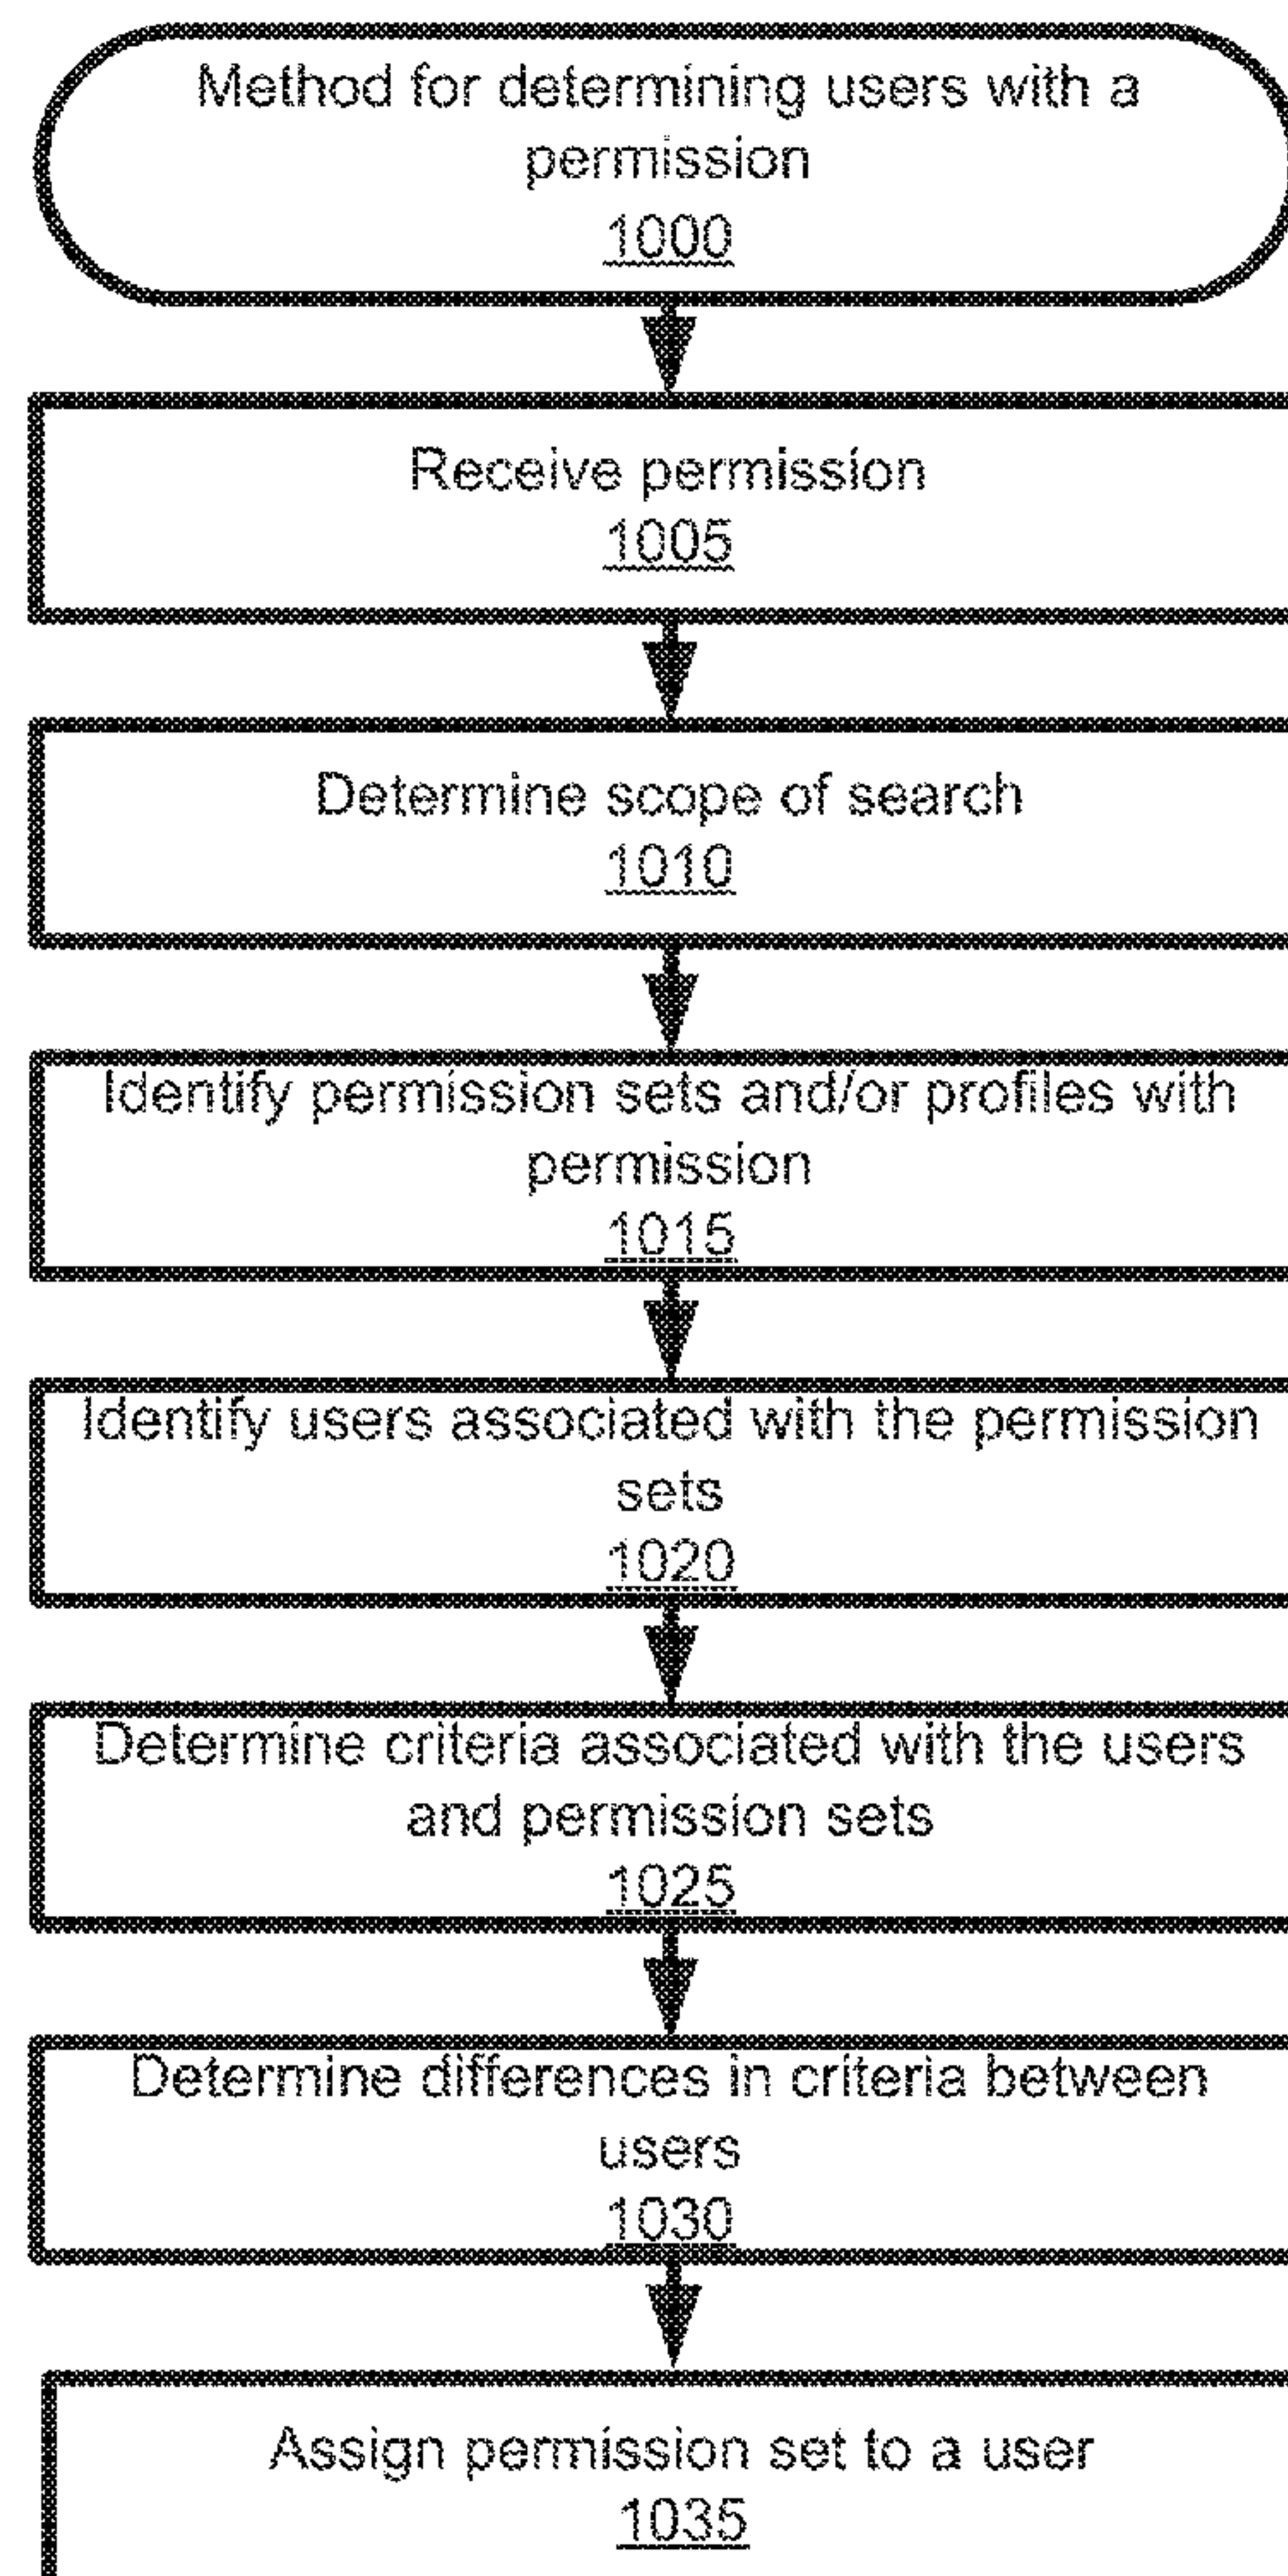 Method for determining users with a
permission
1000
Receive permission
1005
Determine scope of search
1010
Identify permission sets and/or profiles with
permission
1015
Identify users associated with the permission
sets
1020
Determine criteria associated with the users
and permission sets
1025
Determine differences in criteria between
users
1030
Assign permission set to a user
1035